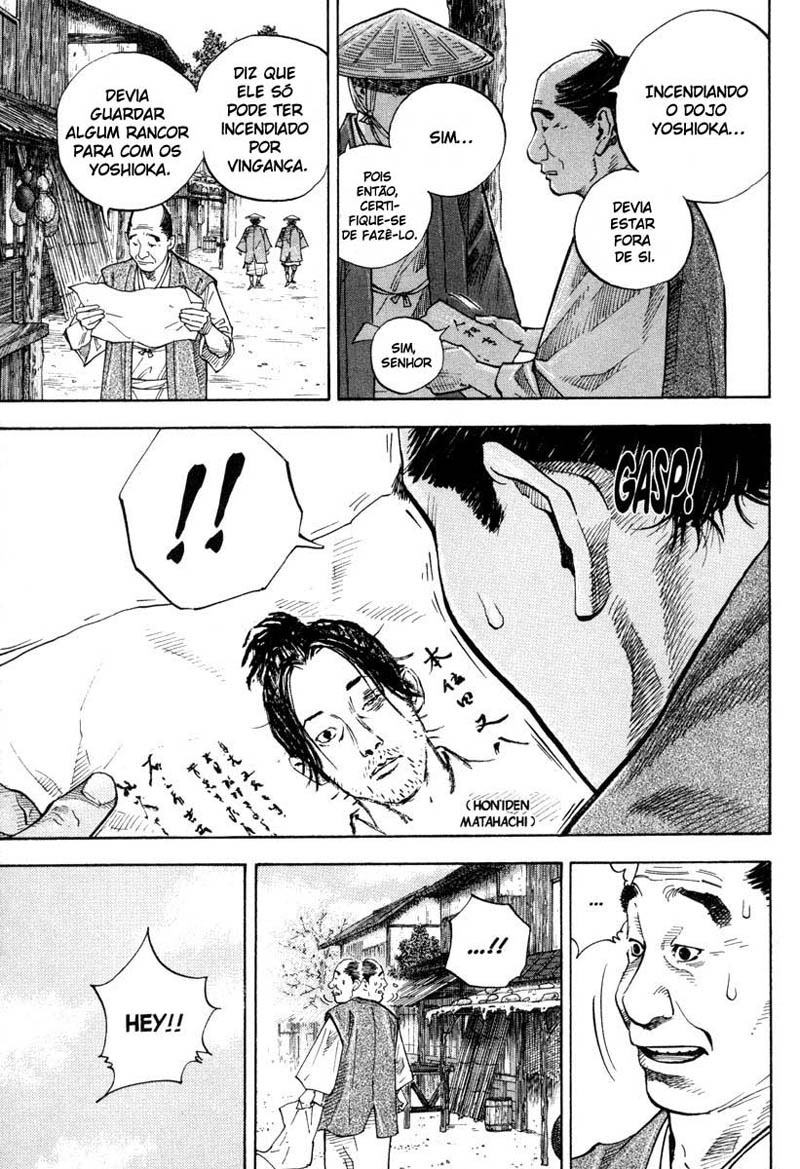 INCENDIANDO
O DOJO
YOSHIOKA...
DEVIA
ESTAR
FORA
DE SI.
SIM...
POIS
ENTÃO,
CERTI-
FIQUE-SE
DE FAZÊ-LO.
SIM,
SENHOR
DIZ QUE
ELE SÓ
PODE TER
INCENDIADO
POR
VINGANÇA.
DEVIA
GUARDAR
ALGUM RANCOR
PARA COM OS
YOSHIOKA.
GASP!
!!
本位田又八
(HON'IDEN
MATAHACHI)
...
...!!
HEY!!